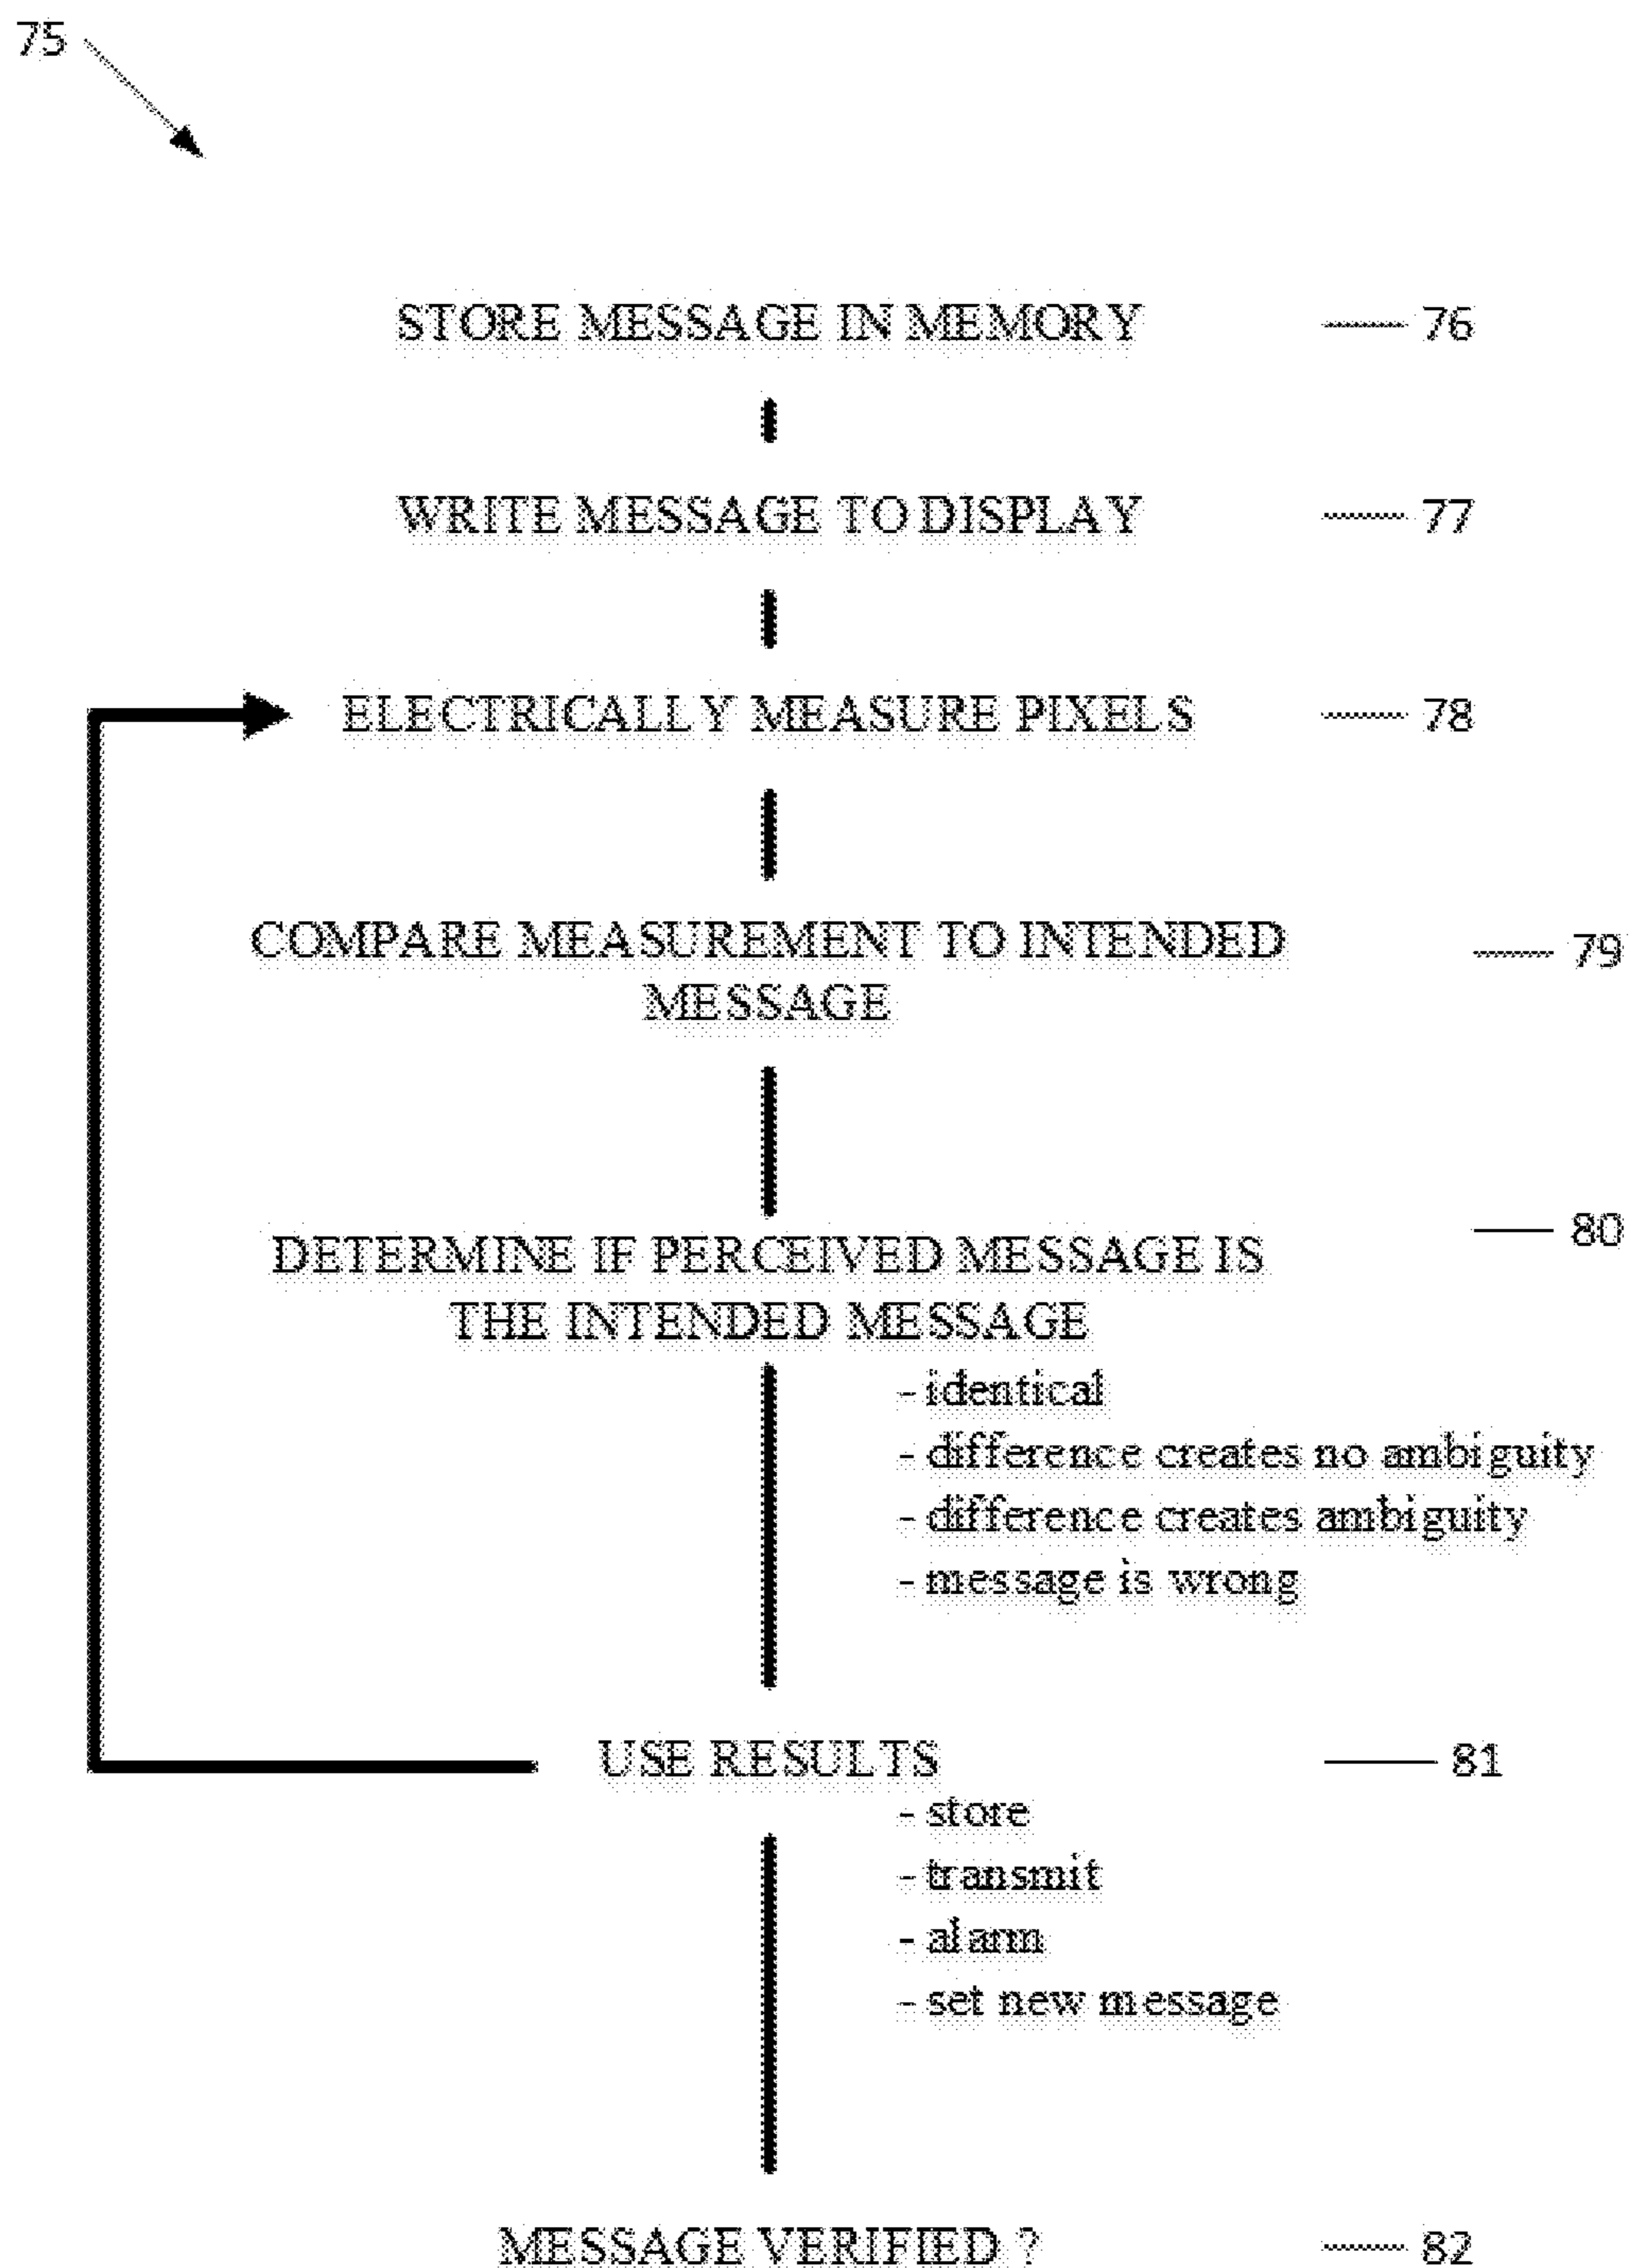 75
STORE MESSAGE IN MEMORY 76
WRITE MESSAGE TO DISPLAY 77
ELECTRICALLY MEASURE PIXELS 78
COMPARE MEASUREMENT TO INTENDED 79
MESSAGE
DETERMINE IF PERCEIVED MESSAGE IS 80
THE INTENDED MESSAGE
- identical
- difference creates no ambiguity
- difference creates ambiguity
- message is wrong
USE RESULTS 81
- store
- transmit
- alarm
- set new message
MESSAGE VERIFIED ? 82